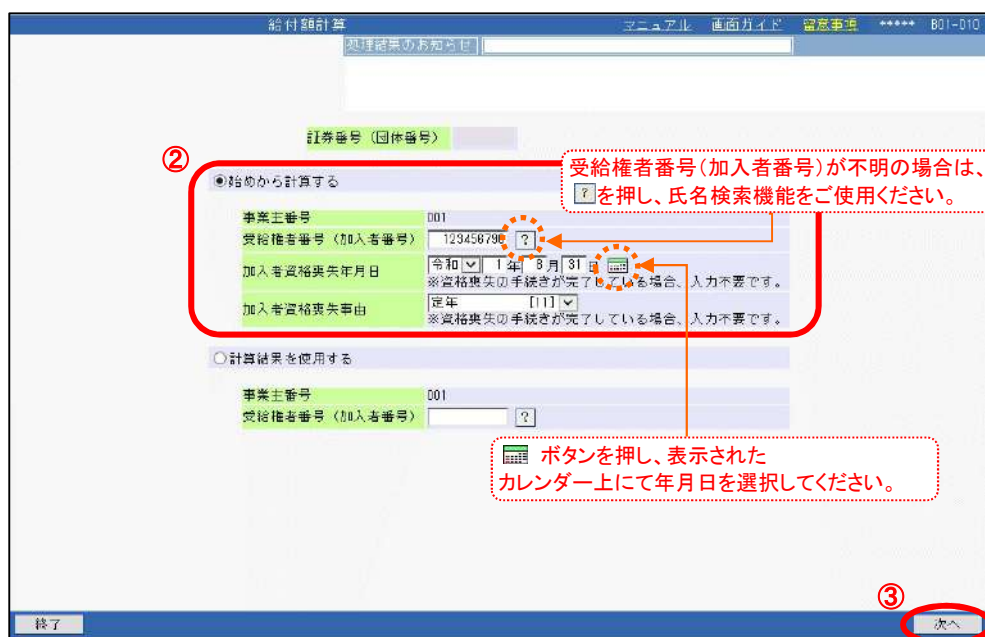 給付額計算 マニュアル 画面ガイド 留意事項 ***** B01-010
処理結果のお知らせ
証券番号（団体番号）
②
受給権者番号（加入者番号）が不明の場合は、
?を押し、氏名検索機能をご使用ください。
始めから計算する
事業主番号 001
受給権者番号（加入者番号） 123456798 ?
加入者資格喪失年月日 令和 1 年 8 月 31 日
※資格喪失の手続きが完了している場合、入力不要です。
加入者資格喪失事由 定年 [11]
※資格喪失の手続きが完了している場合、入力不要です。
計算結果を使用する
事業主番号 001
受給権者番号（加入者番号） ?
ボタンを押し、表示された
カレンダー上にて年月日を選択してください。
③
終了 次へ